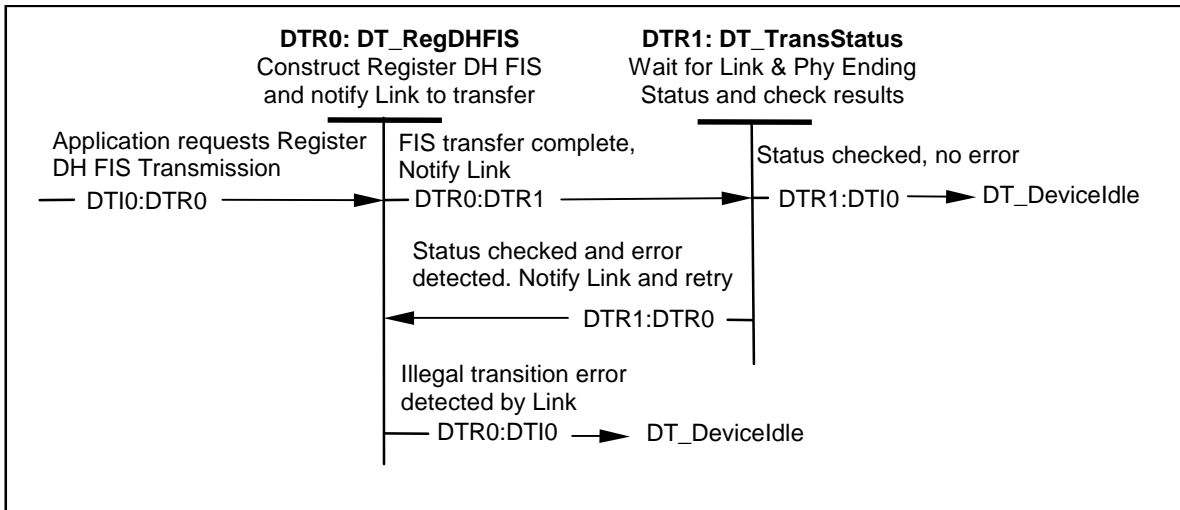 DTR0: DT_RegDHFIS
Construct Register DH FIS
and notify Link to transfer
DTR1: DT_TransStatus
Wait for Link & Phy Ending
Status and check results
Application requests Register
DH FIS Transmission
DTI0:DTR0
FIS transfer complete,
Notify Link
DTR0:DTR1
Status checked, no error
DTR1:DTI0
DT_DeviceIdle
Status checked and error
detected. Notify Link and retry
DTR1:DTR0
Illegal transition error
detected by Link
DTR0:DTI0
DT_DeviceIdle